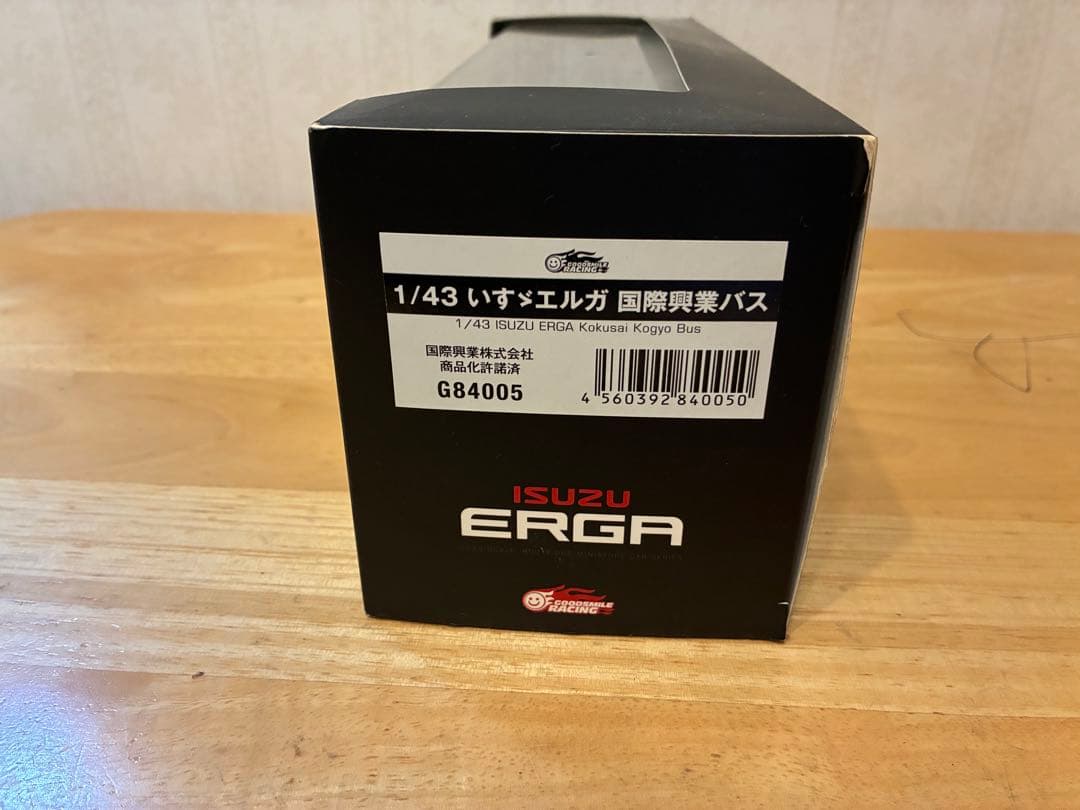 GOODSMILE
RACING
1/43 いすゞエルガ 国際興業バス
1/43 ISUZU ERGA Kokusai Kogyo Bus
国際興業株式会社
商品化許諾済
G84005
4 560392 840050
ISUZU
ERGA
GOODSMILE
RACING